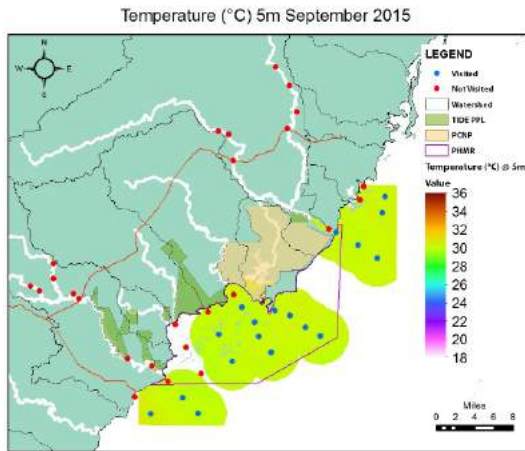 Temperature (°C) 5m September 2015
N
W E
S
LEGEND
Visited
Not Visited
Watershed
TIDE PPL
PCNP
PHMR
Temperature (°C) @ 5m
Value
36
34
32
30
28
26
24
22
20
18
Miles
0 2 4 6 8